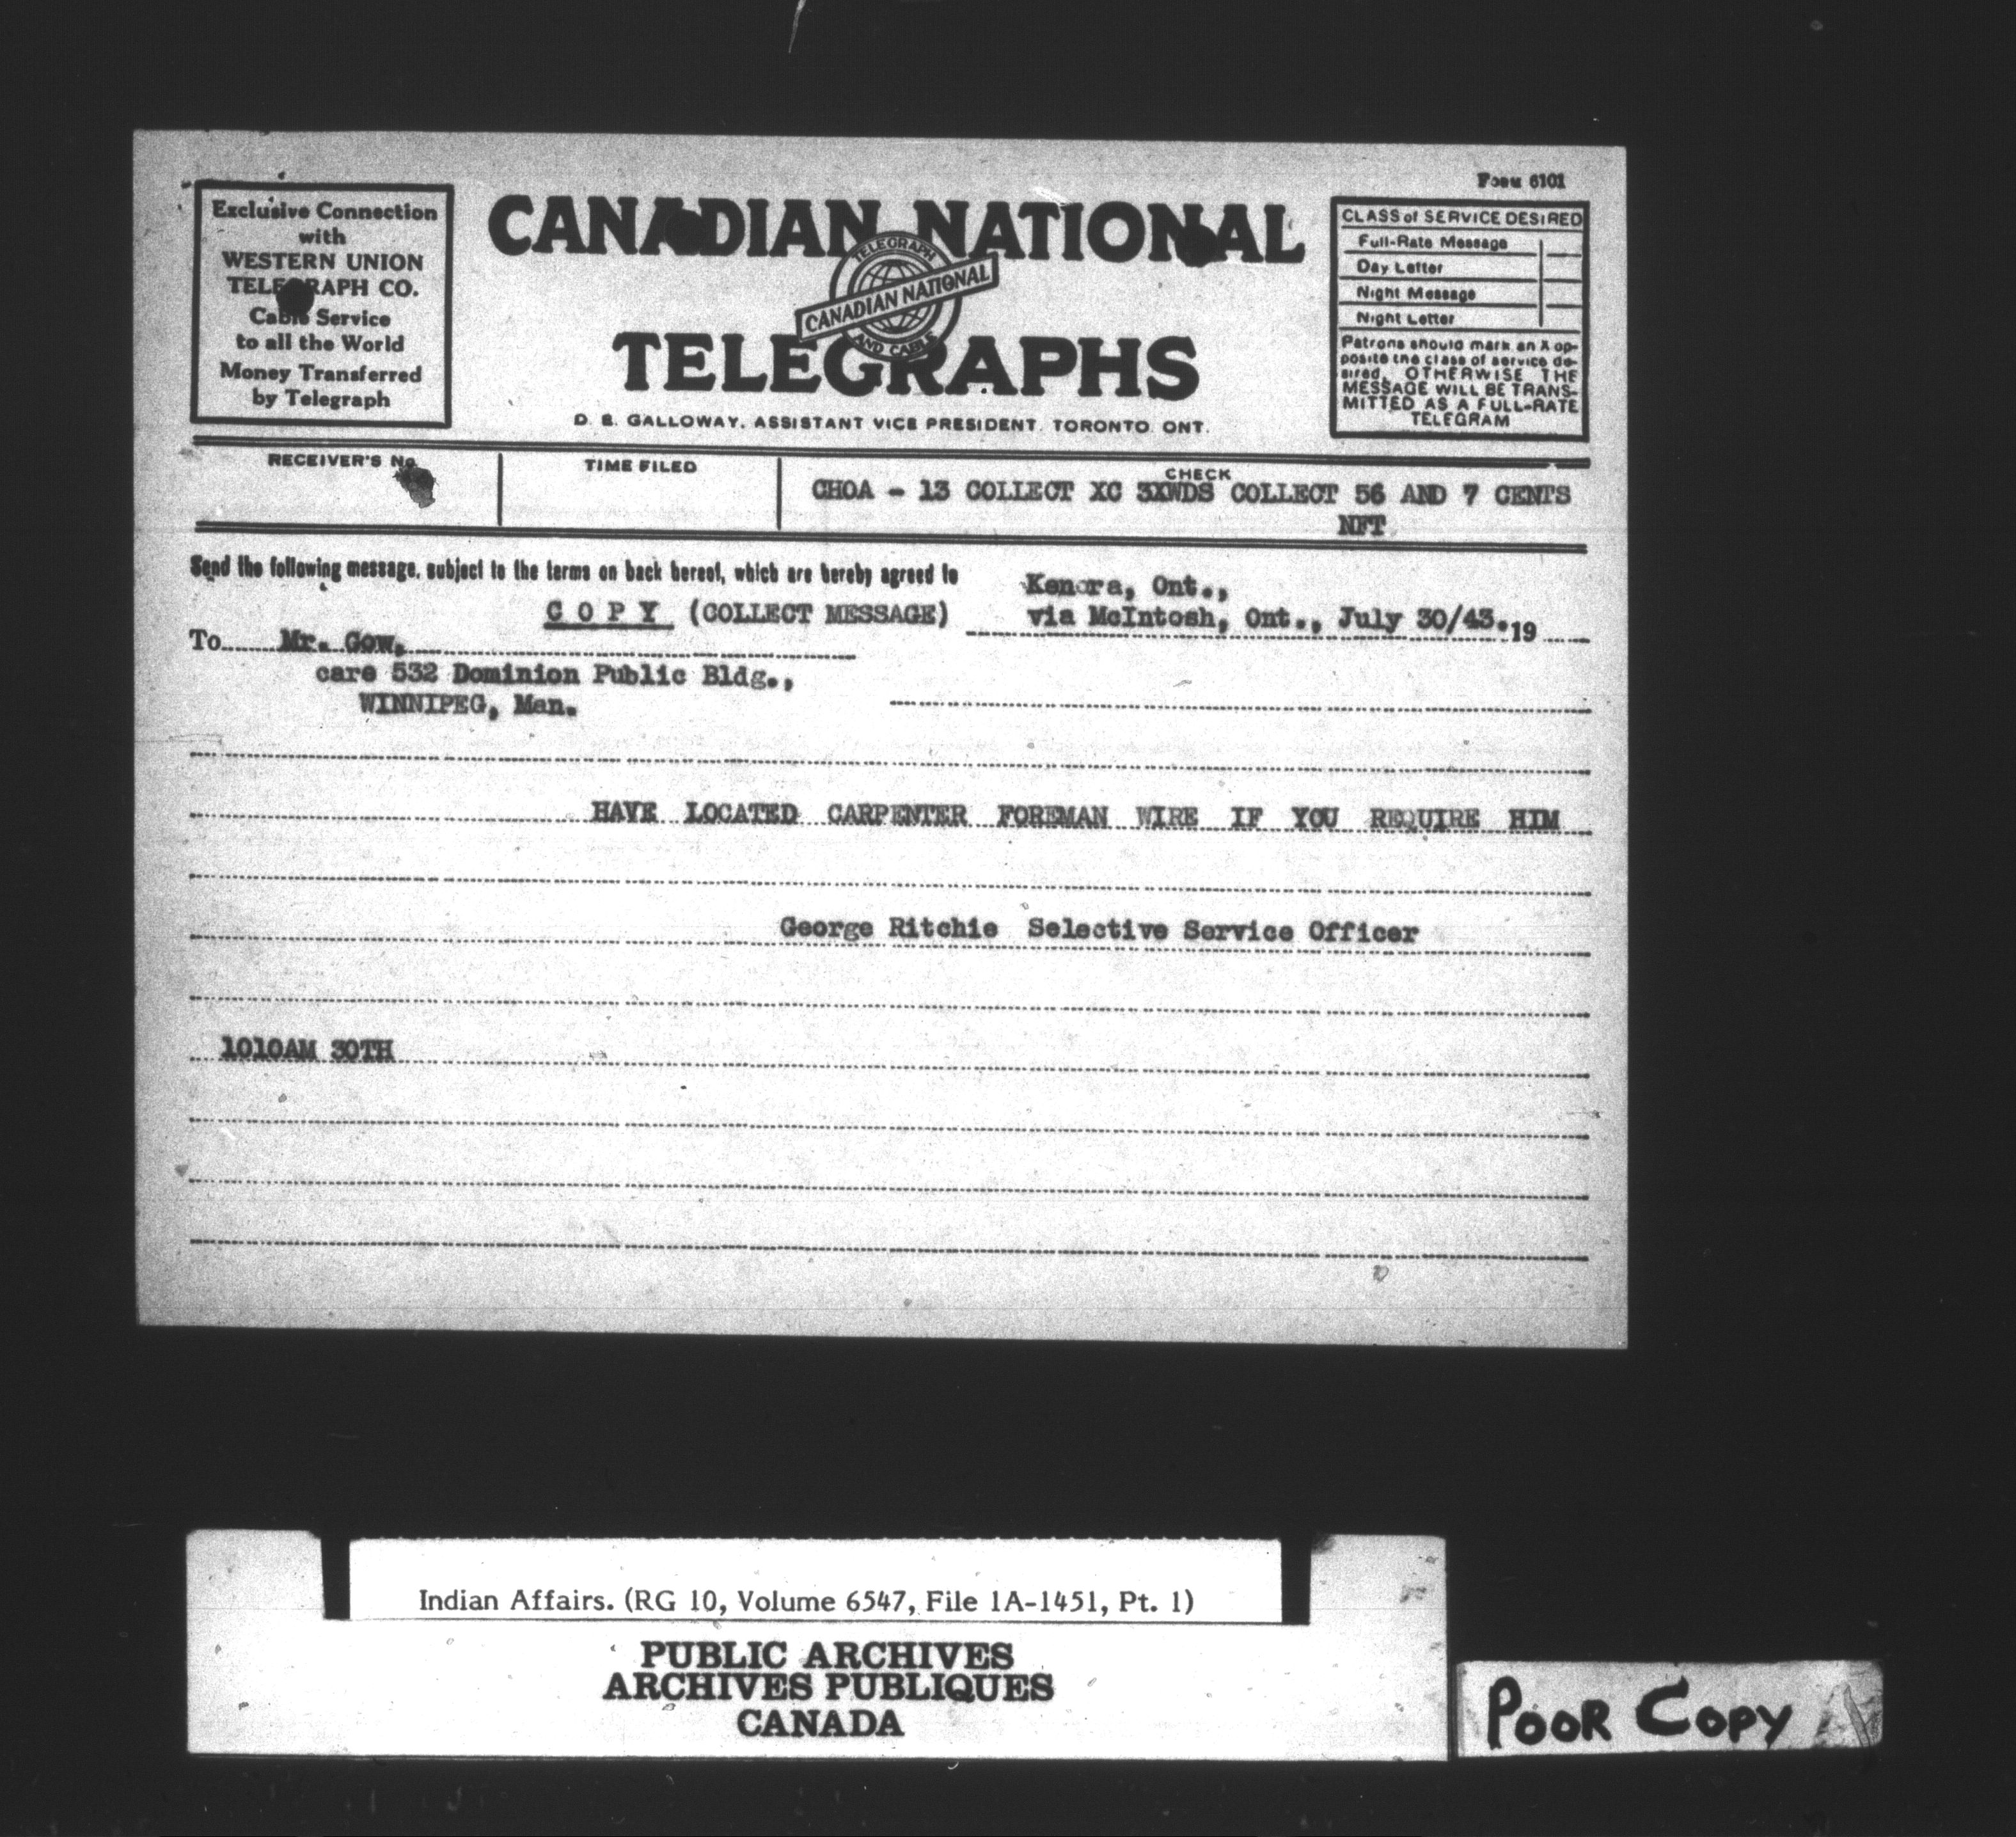 Form 6101
Exclusive Connection
with
WESTERN UNION
TELEGRAPH CO.
Cable Service
to all the World
Money Transferred
by Telegraph
CANADIAN NATIONAL
TELEGRAPH
CANADIAN NATIONAL
AND CABLE
TELEGRAPHS
D. E. GALLOWAY, ASSISTANT VICE PRESIDENT, TORONTO, ONT.
CLASS of SERVICE DESIRED
Full-Rate Message
Day Letter
Night Message
Night Letter
Patrons should mark an X op-
posite the class of service de-
sired, OTHERWISE THE
MESSAGE WILL BE TRANS-
MITTED AS A FULL-RATE
TELEGRAM
RECEIVER'S No.
TIME FILED
CHECK
CHOA - 13 COLLECT XC 3XWDS COLLECT 56 AND 7 CENTS
NFT
Send the following message, subject to the terms on back hereof, which are hereby agreed to
Kenora, Ont.,
C O P Y (COLLECT MESSAGE)
via McIntosh, Ont., July 30/43. 19
To Mr. Gow,
care 532 Dominion Public Bldg.,
WINNIPEG, Man.
HAVE LOCATED CARPENTER FOREMAN WIRE IF YOU REQUIRE HIM
George Ritchie Selective Service Officer
1010AM 30TH
Indian Affairs. (RG 10, Volume 6547, File 1A-1451, Pt. 1)
PUBLIC ARCHIVES
ARCHIVES PUBLIQUES
CANADA
POOR COPY